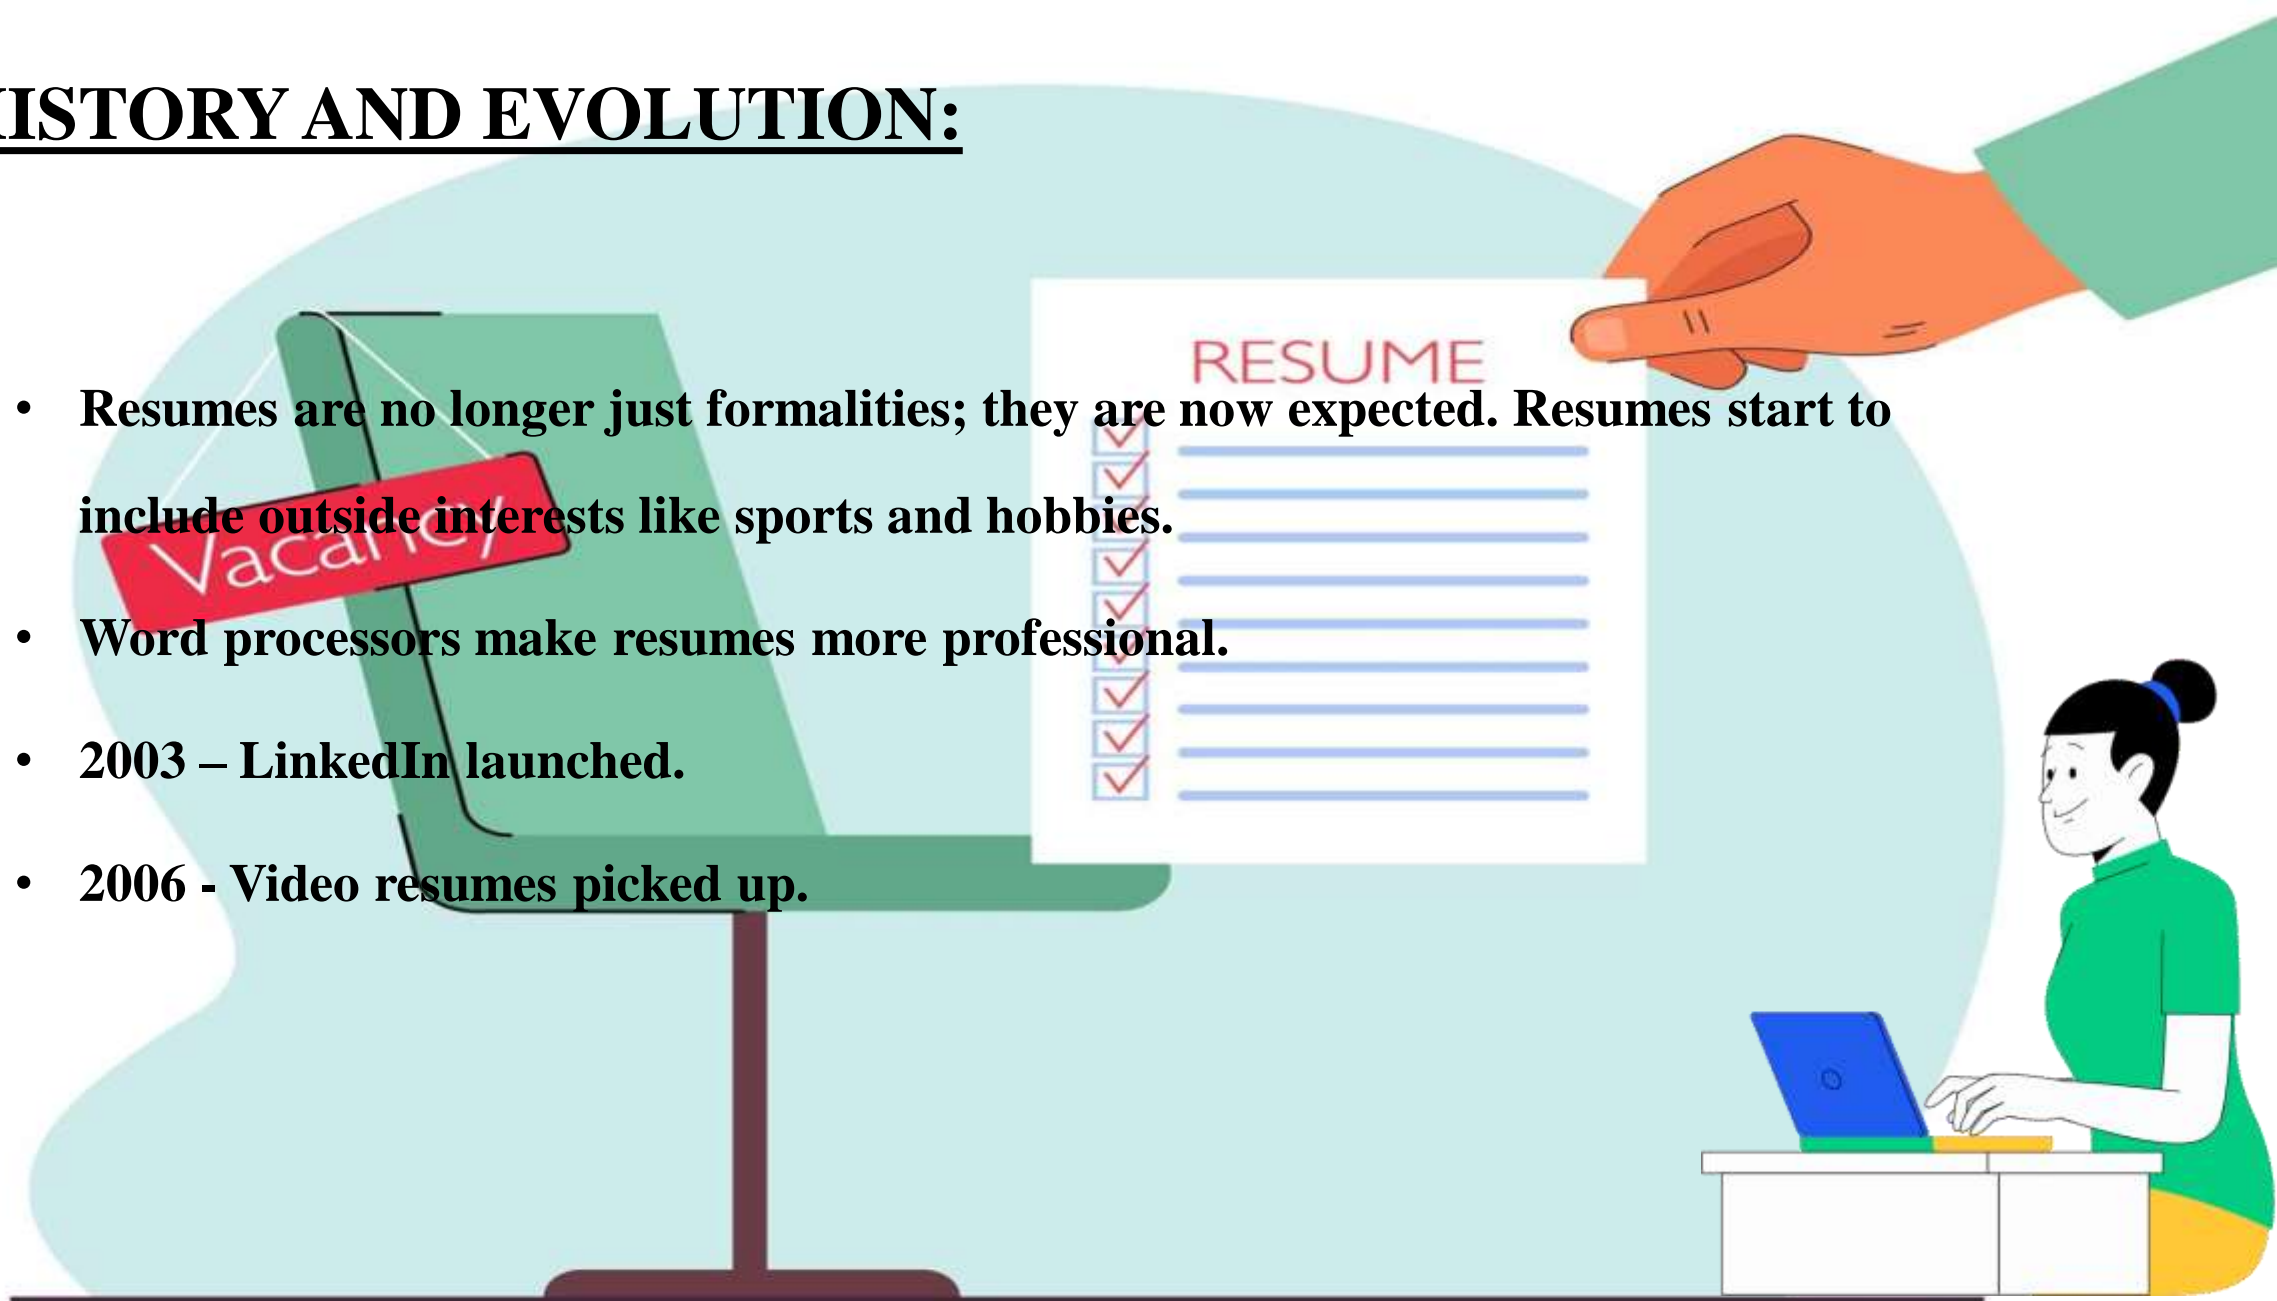 HISTORY AND EVOLUTION:
RESUME
• Resumes are no longer just formalities; they are now expected. Resumes start to
include outside interests like sports and hobbies.
Vacancy
• Word processors make resumes more professional.
• 2003 – LinkedIn launched.
• 2006 - Video resumes picked up.